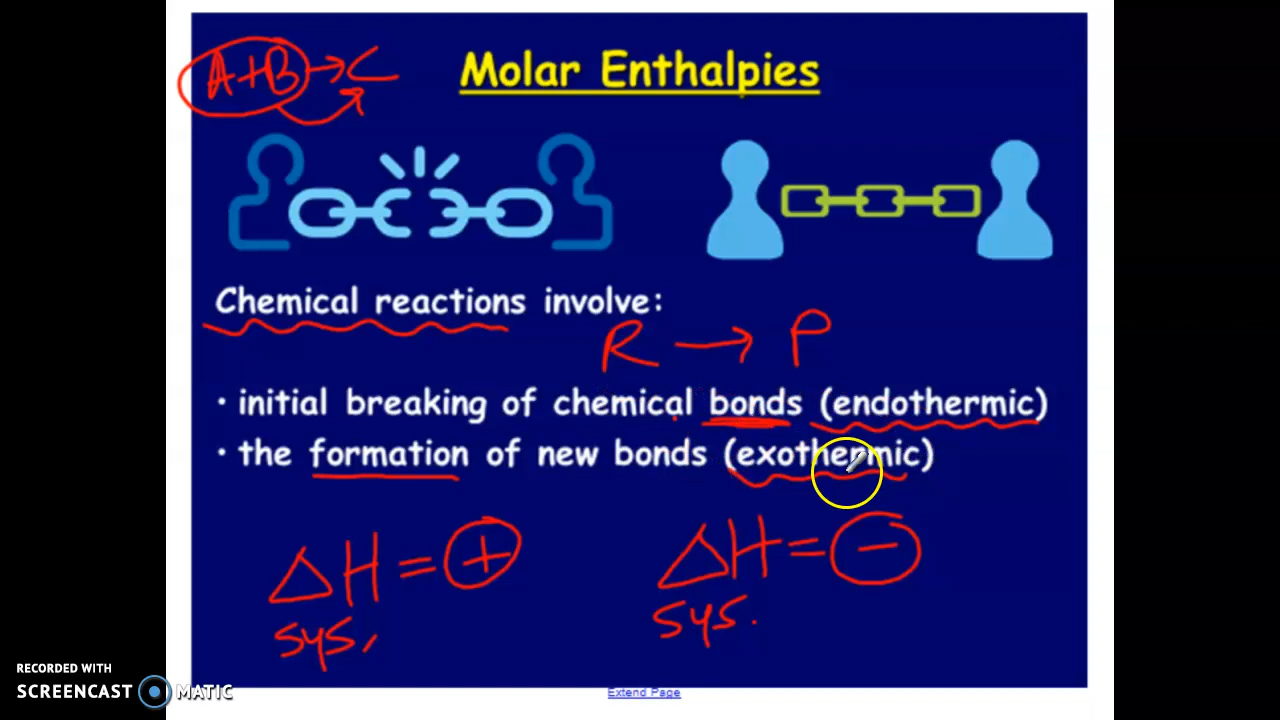 A+B → C
Molar Enthalpies
Chemical reactions involve:
R → P
• initial breaking of chemical bonds (endothermic)
• the formation of new bonds (exothermic)
ΔH = +
sys.
ΔH = −
sys.
RECORDED WITH
SCREENCAST MATIC
Extend Page